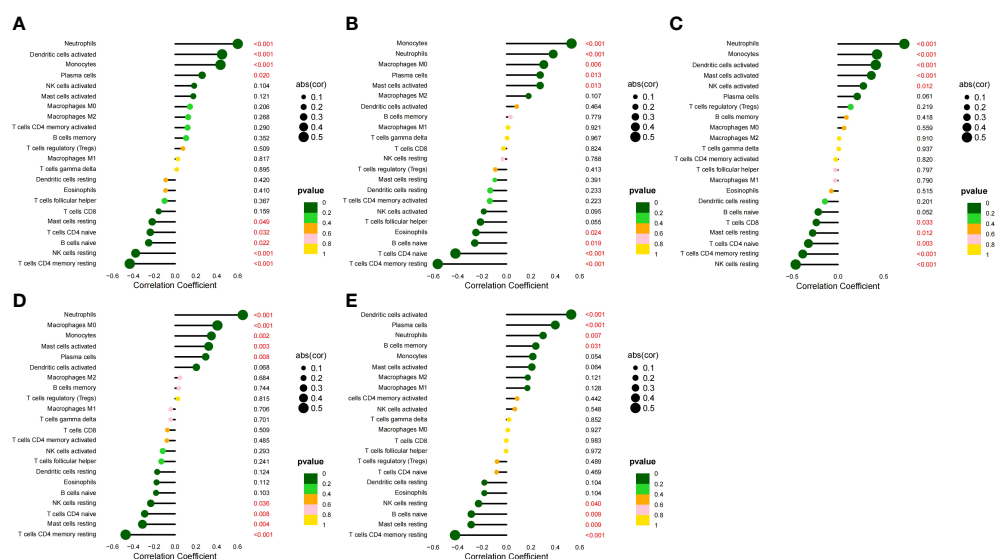 A
Neutrophils <0.001
Dendritic cells activated <0.001
Monocytes <0.001
Plasma cells 0.020
NK cells activated 0.104
Mast cells activated 0.121
Macrophages M0 0.206
Macrophages M2 0.268
T cells CD4 memory activated 0.290
B cells memory 0.352
T cells regulatory (Tregs) 0.509
Macrophages M1 0.817
T cells gamma delta 0.895
Dendritic cells resting 0.420
Eosinophils 0.410
T cells follicular helper 0.367
T cells CD8 0.159
Mast cells resting 0.049
T cells CD4 naive 0.032
B cells naive 0.022
NK cells resting <0.001
T cells CD4 memory resting <0.001
−0.6 −0.4 −0.2 0.0 0.2 0.4 0.6
Correlation Coefficient
abs(cor)
0.1
0.2
0.3
0.4
0.5
pvalue
0
0.2
0.4
0.6
0.8
1
B
Monocytes <0.001
Neutrophils <0.001
Macrophages M0 0.006
Plasma cells 0.013
Mast cells activated 0.013
Macrophages M2 0.107
Dendritic cells activated 0.464
B cells memory 0.779
Macrophages M1 0.921
T cells gamma delta 0.967
T cells CD8 0.824
NK cells resting 0.788
T cells regulatory (Tregs) 0.413
Mast cells resting 0.391
Dendritic cells resting 0.233
T cells CD4 memory activated 0.223
NK cells activated 0.095
T cells follicular helper 0.055
Eosinophils 0.024
B cells naive 0.019
T cells CD4 naive <0.001
T cells CD4 memory resting <0.001
−0.6 −0.4 −0.2 0.0 0.2 0.4 0.6
Correlation Coefficient
abs(cor)
0.1
0.2
0.3
0.4
0.5
pvalue
0
0.2
0.4
0.6
0.8
1
C
Neutrophils <0.001
Monocytes <0.001
Dendritic cells activated <0.001
Mast cells activated <0.001
NK cells activated 0.012
Plasma cells 0.061
T cells regulatory (Tregs) 0.219
B cells memory 0.418
Macrophages M0 0.559
Macrophages M2 0.910
T cells gamma delta 0.937
T cells CD4 memory activated 0.820
T cells follicular helper 0.797
Macrophages M1 0.790
Eosinophils 0.515
Dendritic cells resting 0.201
B cells naive 0.052
T cells CD8 0.033
Mast cells resting 0.012
T cells CD4 naive 0.003
T cells CD4 memory resting <0.001
NK cells resting <0.001
−0.5 0.0 0.5
Correlation Coefficient
abs(cor)
0.1
0.2
0.3
0.4
0.5
pvalue
0
0.2
0.4
0.6
0.8
1
D
Neutrophils <0.001
Macrophages M0 <0.001
Monocytes 0.002
Mast cells activated 0.003
Plasma cells 0.008
Dendritic cells activated 0.068
Macrophages M2 0.684
B cells memory 0.744
T cells regulatory (Tregs) 0.815
Macrophages M1 0.706
T cells gamma delta 0.701
T cells CD8 0.509
T cells CD4 memory activated 0.485
NK cells activated 0.293
T cells follicular helper 0.241
Dendritic cells resting 0.124
Eosinophils 0.112
B cells naive 0.103
NK cells resting 0.036
T cells CD4 naive 0.008
Mast cells resting 0.004
T cells CD4 memory resting <0.001
−0.6 −0.4 −0.2 0.0 0.2 0.4 0.6
Correlation Coefficient
abs(cor)
0.1
0.2
0.3
0.4
0.5
pvalue
0
0.2
0.4
0.6
0.8
1
E
Dendritic cells activated <0.001
Plasma cells <0.001
Neutrophils 0.007
B cells memory 0.031
Monocytes 0.054
Mast cells activated 0.064
Macrophages M2 0.121
Macrophages M1 0.128
cells CD4 memory activated 0.442
NK cells activated 0.548
T cells gamma delta 0.852
Macrophages M0 0.927
T cells CD8 0.983
T cells follicular helper 0.972
T cells regulatory (Tregs) 0.489
T cells CD4 naive 0.469
Dendritic cells resting 0.104
Eosinophils 0.104
NK cells resting 0.040
B cells naive 0.009
Mast cells resting 0.009
T cells CD4 memory resting <0.001
−0.6 −0.4 −0.2 0.0 0.2 0.4 0.6
Correlation Coefficient
abs(cor)
0.1
0.2
0.3
0.4
0.5
pvalue
0
0.2
0.4
0.6
0.8
1